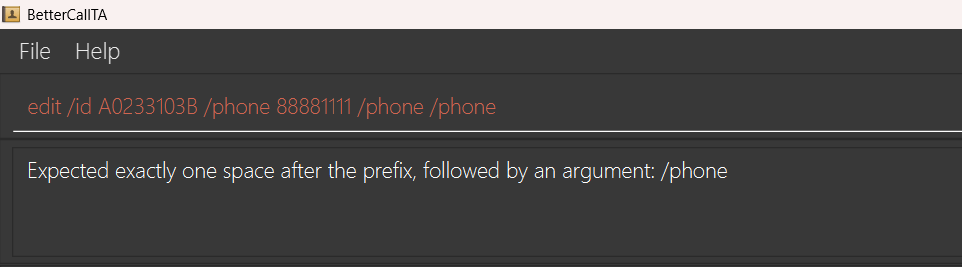 BetterCallTA
File Help
edit /id A0233103B /phone 88881111 /phone /phone
Expected exactly one space after the prefix, followed by an argument: /phone